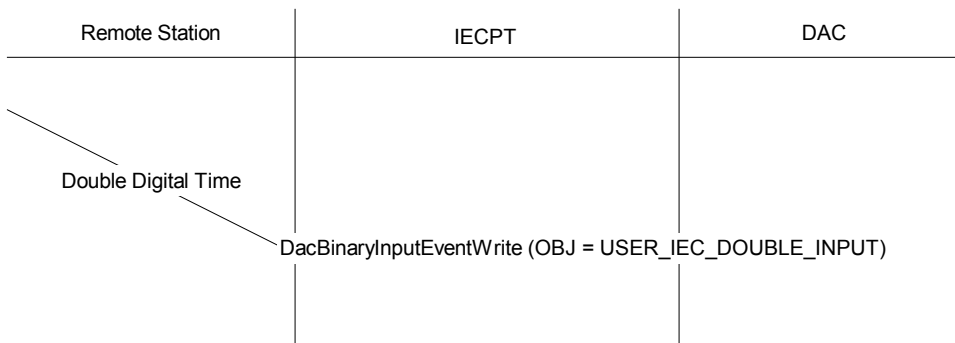 Remote Station
IECPT
DAC
Double Digital Time
DacBinaryInputEventWrite (OBJ = USER_IEC_DOUBLE_INPUT)